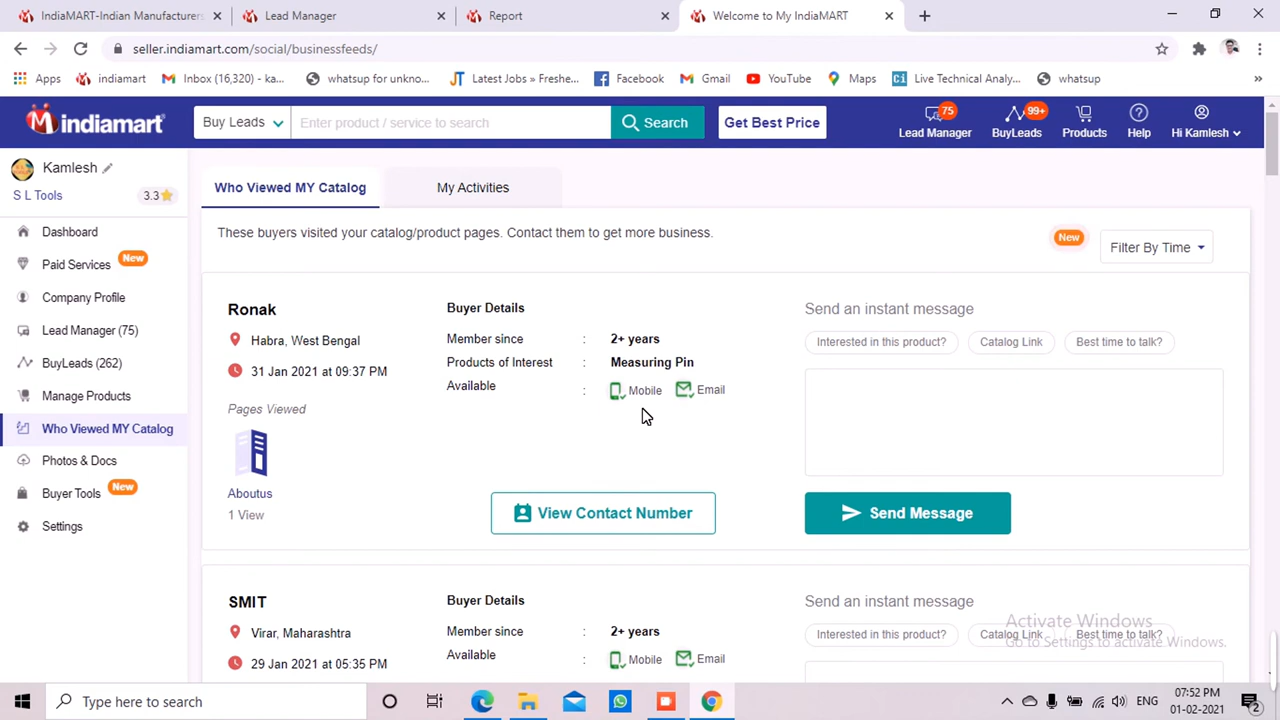 IndiaMART-Indian Manufacturers
Lead Manager
Report
Welcome to My IndiaMART
seller.indiamart.com/social/businessfeeds/
Apps
indiamart
Inbox (16,320) - ka...
whatsup for unkno...
Latest Jobs » Freshe...
Facebook
Gmail
YouTube
Maps
Live Technical Analy...
whatsup
»
indiamart
Buy Leads
Enter product / service to search
Search
Get Best Price
75
Lead Manager
99+
BuyLeads
Products
Help
Hi Kamlesh
Kamlesh
S L Tools
3.3
Dashboard
Paid Services New
Company Profile
Lead Manager (75)
BuyLeads (262)
Manage Products
Who Viewed MY Catalog
Photos & Docs
Buyer Tools New
Settings
Who Viewed MY Catalog
My Activities
These buyers visited your catalog/product pages. Contact them to get more business.
New
Filter By Time
Ronak
Habra, West Bengal
31 Jan 2021 at 09:37 PM
Pages Viewed
Aboutus
1 View
Buyer Details
Member since : 2+ years
Products of Interest : Measuring Pin
Available : Mobile Email
View Contact Number
Send an instant message
Interested in this product?
Catalog Link
Best time to talk?
Send Message
SMIT
Virar, Maharashtra
29 Jan 2021 at 05:35 PM
Buyer Details
Member since : 2+ years
Available : Mobile Email
Send an instant message
Interested in this product?
Catalog Link
Best time to talk?
Activate Windows
Go to Settings to activate Windows.
Type here to search
ENG
07:52 PM
01-02-2021
2